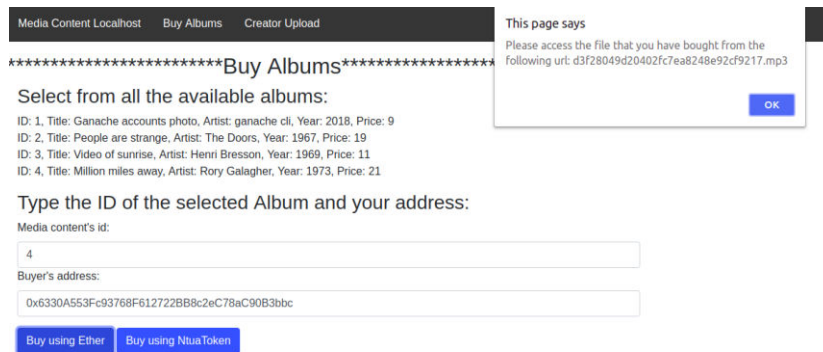 Media Content Localhost Buy Albums Creator Upload
This page says
Please access the file that you have bought from the
following url: d3f28049d20402fc7ea8248e92cf9217.mp3
OK
*************************Buy Albums******************
Select from all the available albums:
ID: 1, Title: Ganache accounts photo, Artist: ganache cli, Year: 2018, Price: 9
ID: 2, Title: People are strange, Artist: The Doors, Year: 1967, Price: 19
ID: 3, Title: Video of sunrise, Artist: Henri Bresson, Year: 1969, Price: 11
ID: 4, Title: Million miles away, Artist: Rory Galagher, Year: 1973, Price: 21
Type the ID of the selected Album and your address:
Media content's id:
4
Buyer's address:
0x6330A553Fc93768F612722BB8c2eC78aC90B3bbc
Buy using Ether Buy using NtuaToken